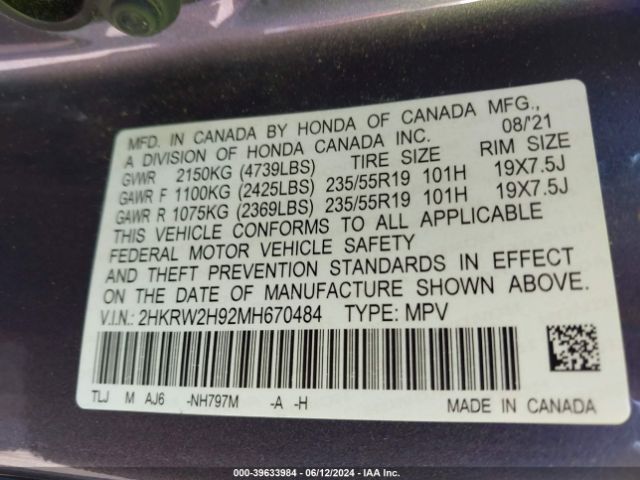 MFD. IN CANADA BY HONDA OF CANADA MFG.,
A DIVISION OF HONDA CANADA INC. 08/'21
GVWR 2150KG (4739LBS) TIRE SIZE RIM SIZE
GAWR F 1100KG (2425LBS) 235/55R19 101H 19X7.5J
GAWR R 1075KG (2369LBS) 235/55R19 101H 19X7.5J
THIS VEHICLE CONFORMS TO ALL APPLICABLE
FEDERAL MOTOR VEHICLE SAFETY
AND THEFT PREVENTION STANDARDS IN EFFECT
ON THE DATE OF MANUFACTURE SHOWN ABOVE.
V.I.N.: 2HKRW2H92MH670484 TYPE: MPV
TLJ M AJ6 -NH797M -A -H MADE IN CANADA
000-39633984 / 06/12/2024 - IAA Inc.